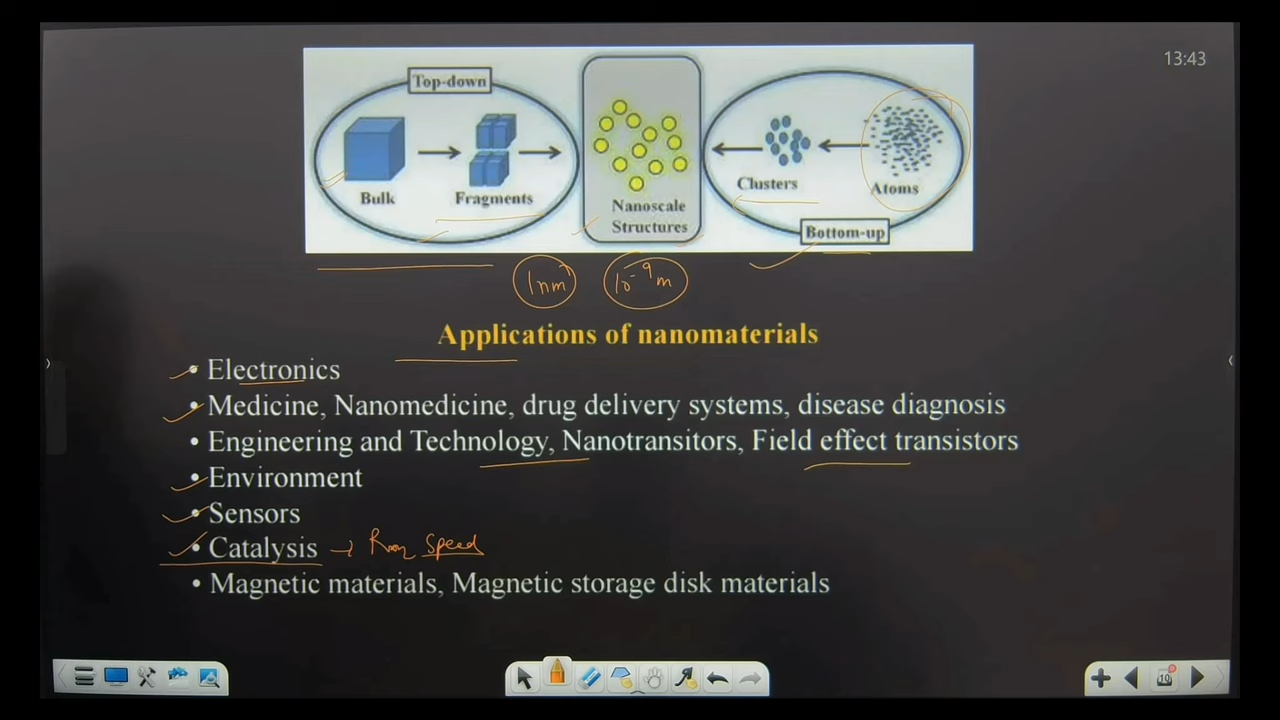 13:43
Top-down
Bulk
Fragments
Nanoscale
Structures
Clusters
Atoms
Bottom-up
1nm
10⁻⁹m
Applications of nanomaterials
• Electronics
• Medicine, Nanomedicine, drug delivery systems, disease diagnosis
• Engineering and Technology, Nanotransitors, Field effect transistors
• Environment
• Sensors
• Catalysis → Rxn Speed
• Magnetic materials, Magnetic storage disk materials
10